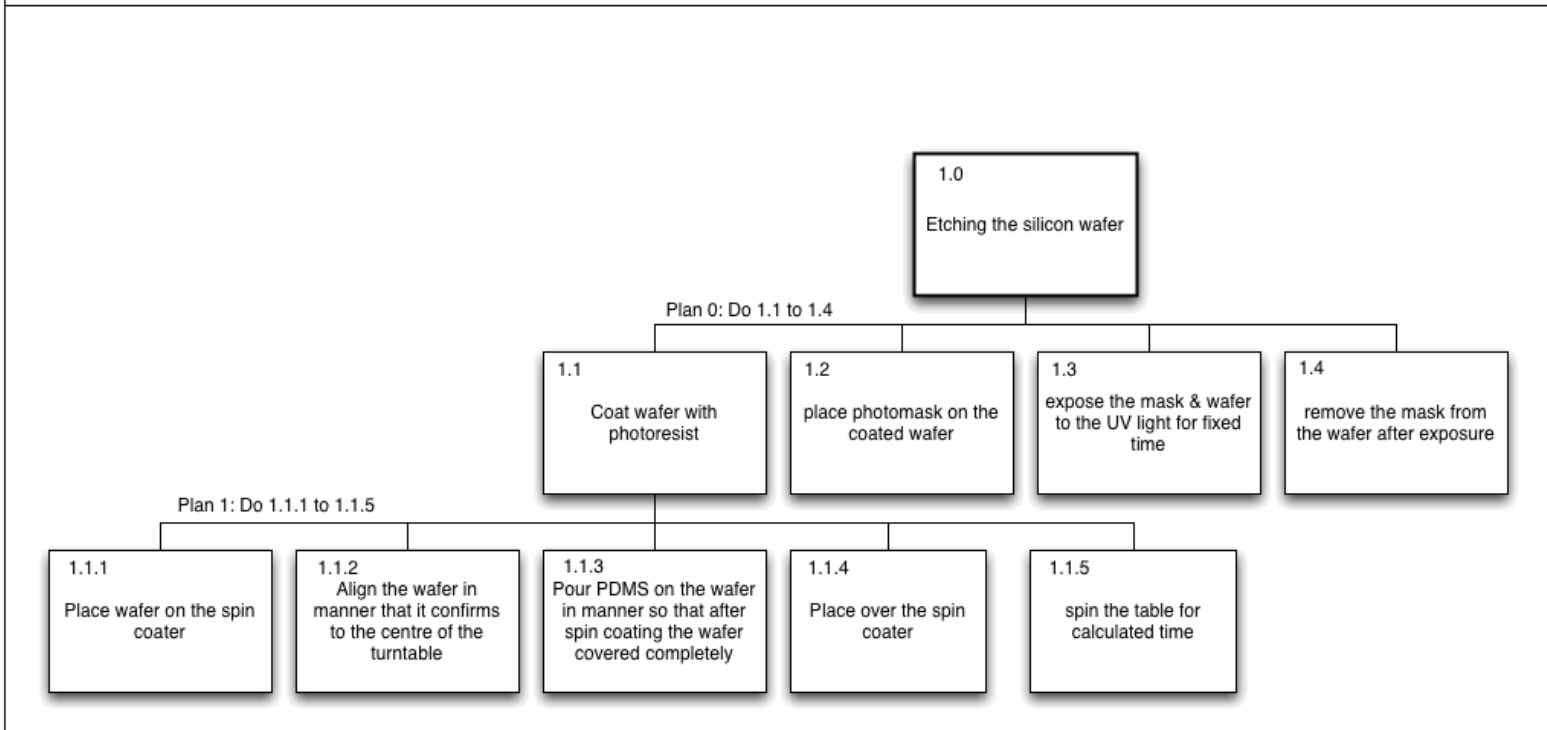 1.0
Etching the silicon wafer
Plan 0: Do 1.1 to 1.4
1.1
Coat wafer with
photoresist
1.2
place photomask on the
coated wafer
1.3
expose the mask & wafer
to the UV light for fixed
time
1.4
remove the mask from
the wafer after exposure
Plan 1: Do 1.1.1 to 1.1.5
1.1.1
Place wafer on the spin
coater
1.1.2
Align the wafer in
manner that it confirms
to the centre of the
turntable
1.1.3
Pour PDMS on the wafer
in manner so that after
spin coating the wafer
covered completely
1.1.4
Place over the spin
coater
1.1.5
spin the table for
calculated time